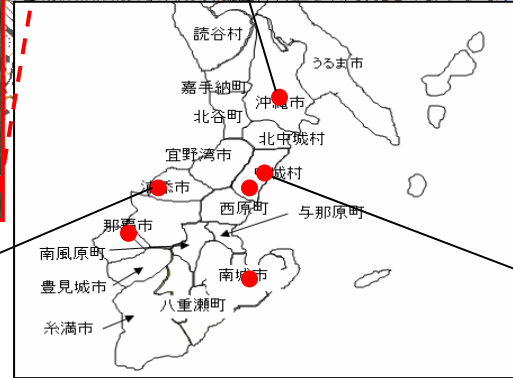 読谷村
うるま市
嘉手納町
沖縄市
北谷町
北中城村
宜野湾市
中城村
浦添市
西原町
与那原町
那覇市
南風原町
南城市
豊見城市
八重瀬町
糸満市